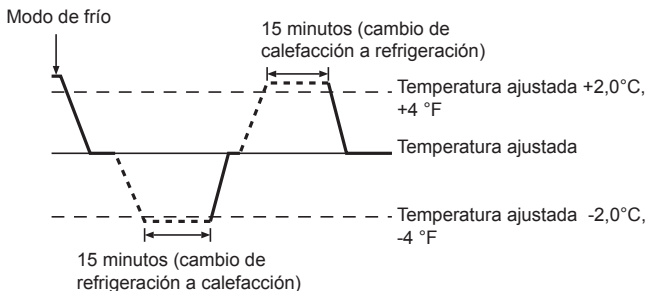 Modo de frío
15 minutos (cambio de
calefacción a refrigeración)
Temperatura ajustada +2,0°C,
+4 °F
Temperatura ajustada
Temperatura ajustada -2,0°C,
-4 °F
15 minutos (cambio de
refrigeración a calefacción)